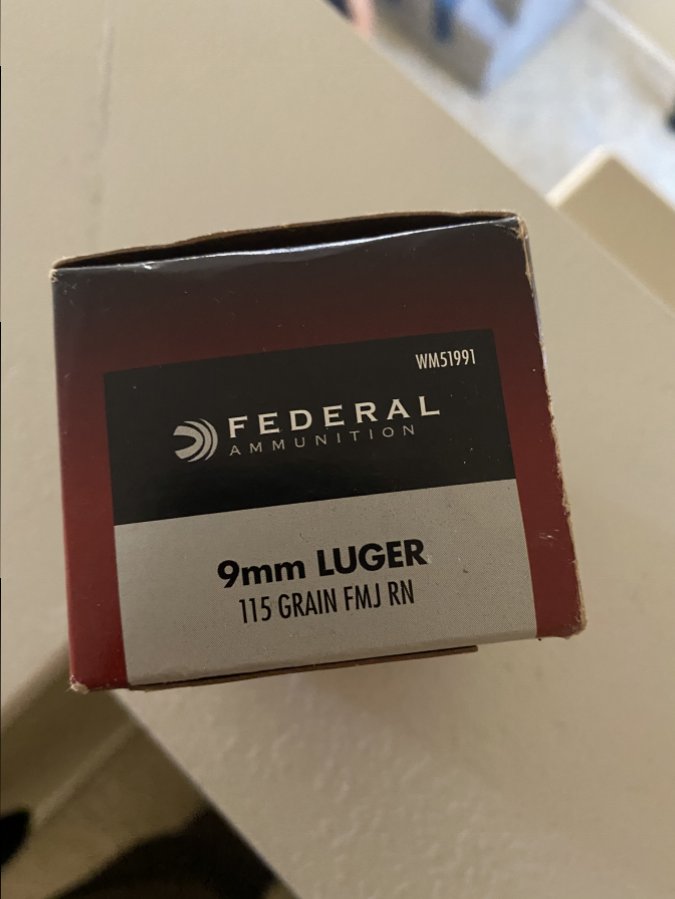 WM51991
FEDERAL
AMMUNITION
9mm LUGER
115 GRAIN FMJ RN